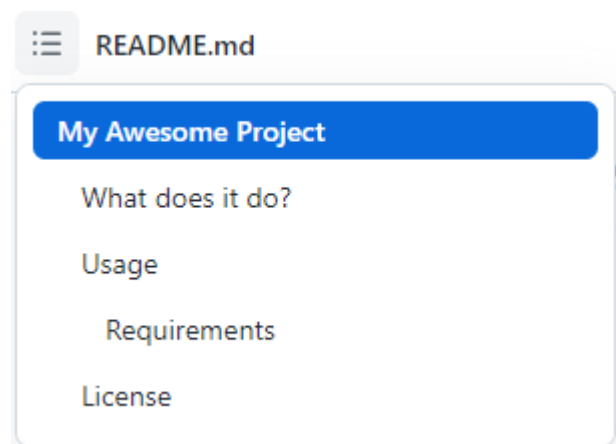 README.md
My Awesome Project
What does it do?
Usage
Requirements
License